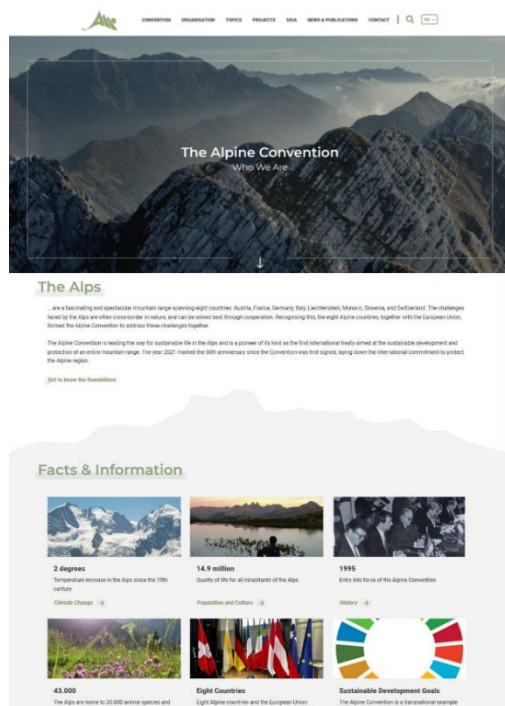 CONVENTION ORGANISATION TOPICS PROJECTS SOIA NEWS & PUBLICATIONS CONTACT EN
The Alpine Convention
Who We Are
The Alps
... are a fascinating and spectacular mountain range spanning eight countries: Austria, France, Germany, Italy, Liechtenstein, Monaco, Slovenia, and Switzerland. The challenges
faced by the Alps are often cross-border in nature, and can be solved best through cooperation. Recognising this, the eight Alpine countries, together with the European Union,
formed the Alpine Convention to address these challenges together.
The Alpine Convention is leading the way for sustainable life in the Alps and is a pioneer of its kind as the first international treaty aimed at the sustainable development and
protection of an entire mountain range. The year 2021 marked the 30th anniversary since the Convention was first signed, laying down the international commitment to protect
the Alpine region.
Get to know the foundations
Facts & Information
2 degrees
Temperature increase in the Alps since the 19th
century
Climate Change
14.9 million
Quality of life for all inhabitants of the Alps
Population and Culture
1995
Entry into force of the Alpine Convention
History
43.000
The Alps are home to 30.000 animal species and
Eight Countries
Eight Alpine countries and the European Union
Sustainable Development Goals
The Alpine Convention is a transnational example